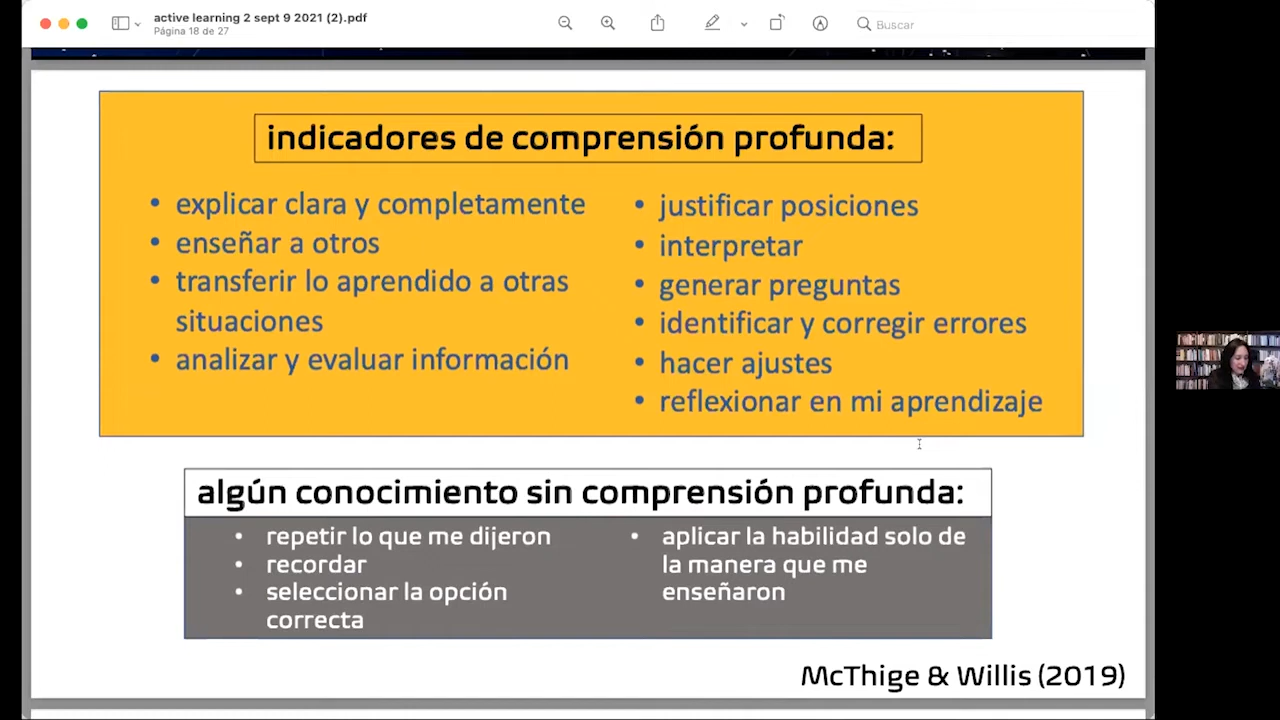 active learning 2 sept 9 2021 (2).pdf
Página 18 de 27
Buscar
indicadores de comprensión profunda:
• explicar clara y completamente
• enseñar a otros
• transferir lo aprendido a otras
situaciones
• analizar y evaluar información
• justificar posiciones
• interpretar
• generar preguntas
• identificar y corregir errores
• hacer ajustes
• reflexionar en mi aprendizaje
algún conocimiento sin comprensión profunda:
• repetir lo que me dijeron
• recordar
• seleccionar la opción
correcta
• aplicar la habilidad solo de
la manera que me
enseñaron
McThige & Willis (2019)